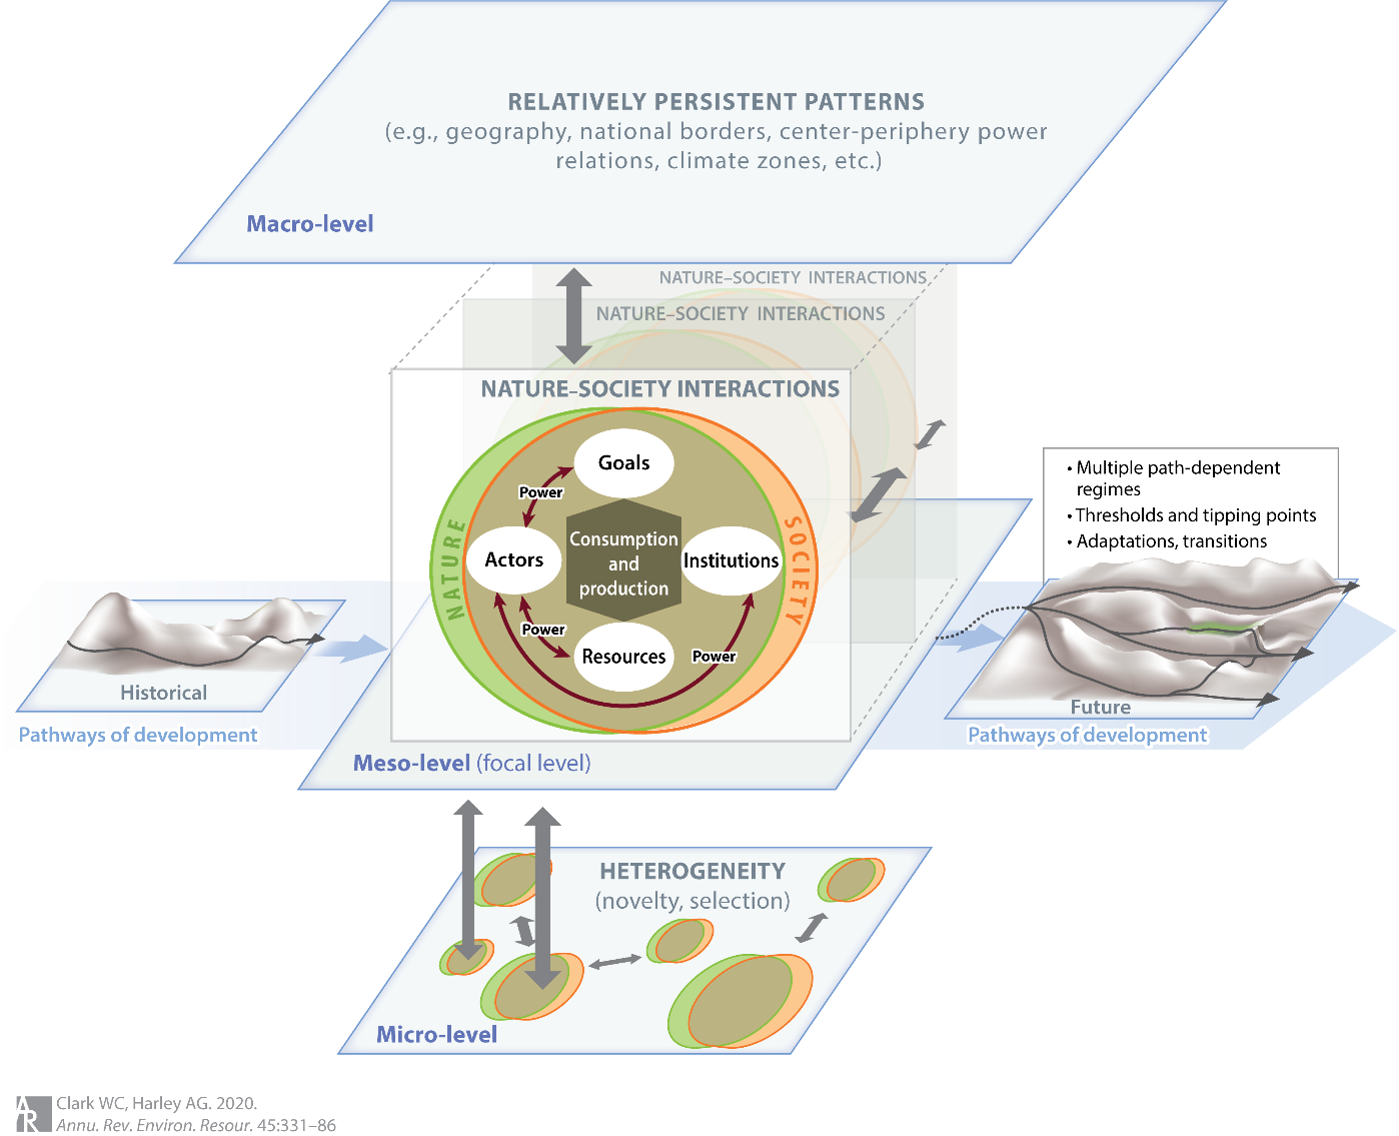 RELATIVELY PERSISTENT PATTERNS
(e.g., geography, national borders, center-periphery power
relations, climate zones, etc.)
Macro-level
NATURE–SOCIETY INTERACTIONS
NATURE–SOCIETY INTERACTIONS
NATURE–SOCIETY INTERACTIONS
Goals
Power
Actors
Consumption
and
production
Institutions
NATURE
SOCIETY
Power
Resources
Power
Meso-level (focal level)
Historical
Pathways of development
• Multiple path-dependent
regimes
• Thresholds and tipping points
• Adaptations, transitions
Future
Pathways of development
HETEROGENEITY
(novelty, selection)
Micro-level
AR
Clark WC, Harley AG. 2020.
Annu. Rev. Environ. Resour. 45:331–86